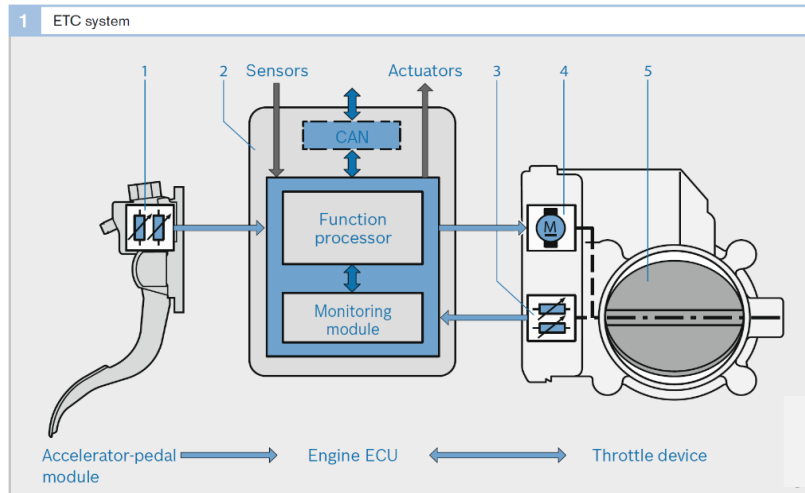 1 ETC system
1 2 Sensors Actuators 3 4 5
CAN
Function
processor
M
Monitoring
module
Accelerator-pedal
module
Engine ECU
Throttle device